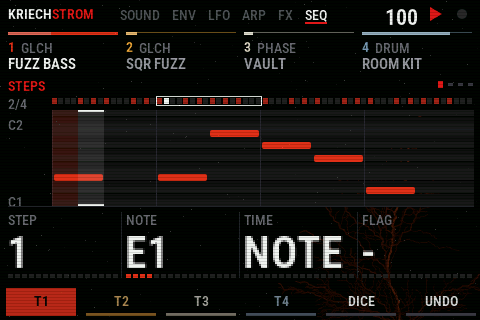 KRIECHSTROM SOUND ENV LFO ARP FX SEQ 100
1 GLCH 2 GLCH 3 PHASE 4 DRUM
FUZZ BASS SQR FUZZ VAULT ROOM KIT
STEPS
2/4
C2
C1
STEP NOTE TIME FLAG
1 E1 NOTE -
T1 T2 T3 T4 DICE UNDO